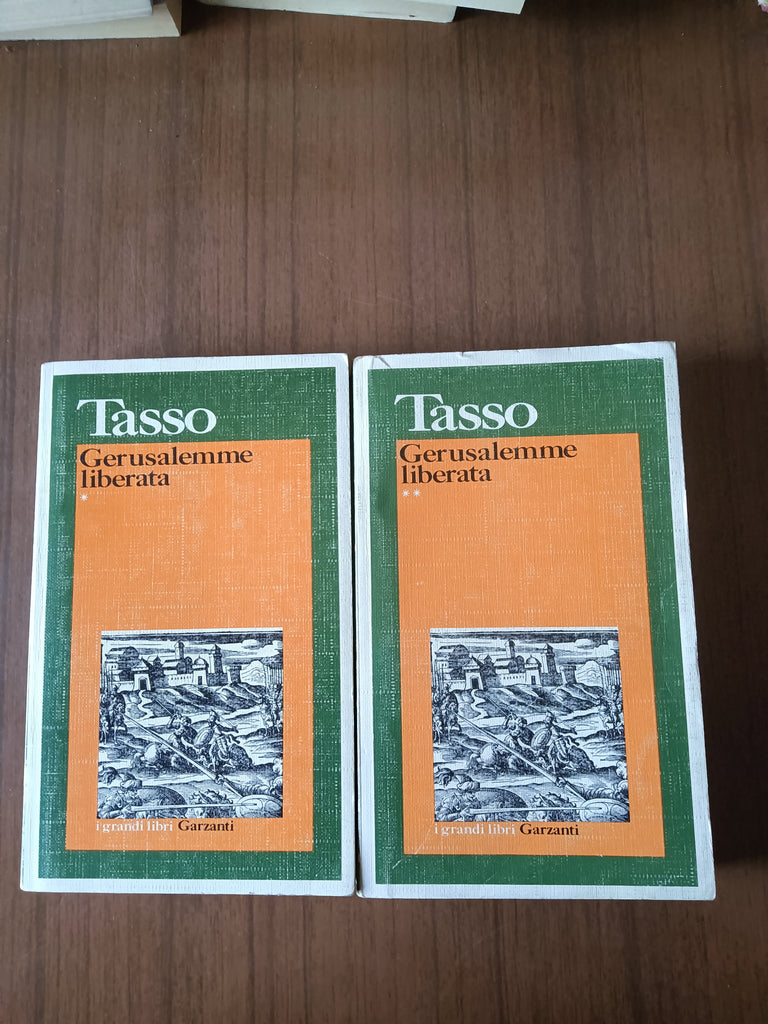 Tasso
Gerusalemme
liberata
*
i grandi libri Garzanti
Tasso
Gerusalemme
liberata
**
i grandi libri Garzanti